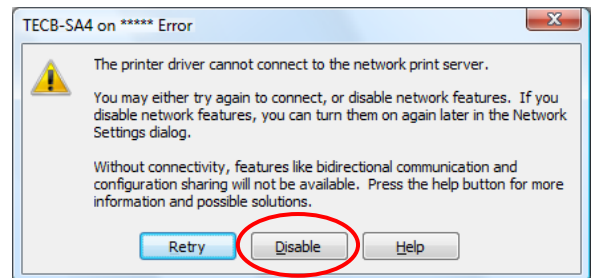 TECB-SA4 on ***** Error
The printer driver cannot connect to the network print server.
You may either try again to connect, or disable network features. If you
disable network features, you can turn them on again later in the Network
Settings dialog.
Without connectivity, features like bidirectional communication and
configuration sharing will not be available. Press the help button for more
information and possible solutions.
Retry
Disable
Help